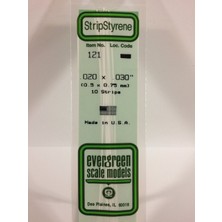 StripStyrene
Item No. Loc. Code
121
.020 x .030"
(0.5 x 0.75 mm)
10 Strips
Made in U.S.A.
evergreen
scale models
Des Plaines, IL 60018